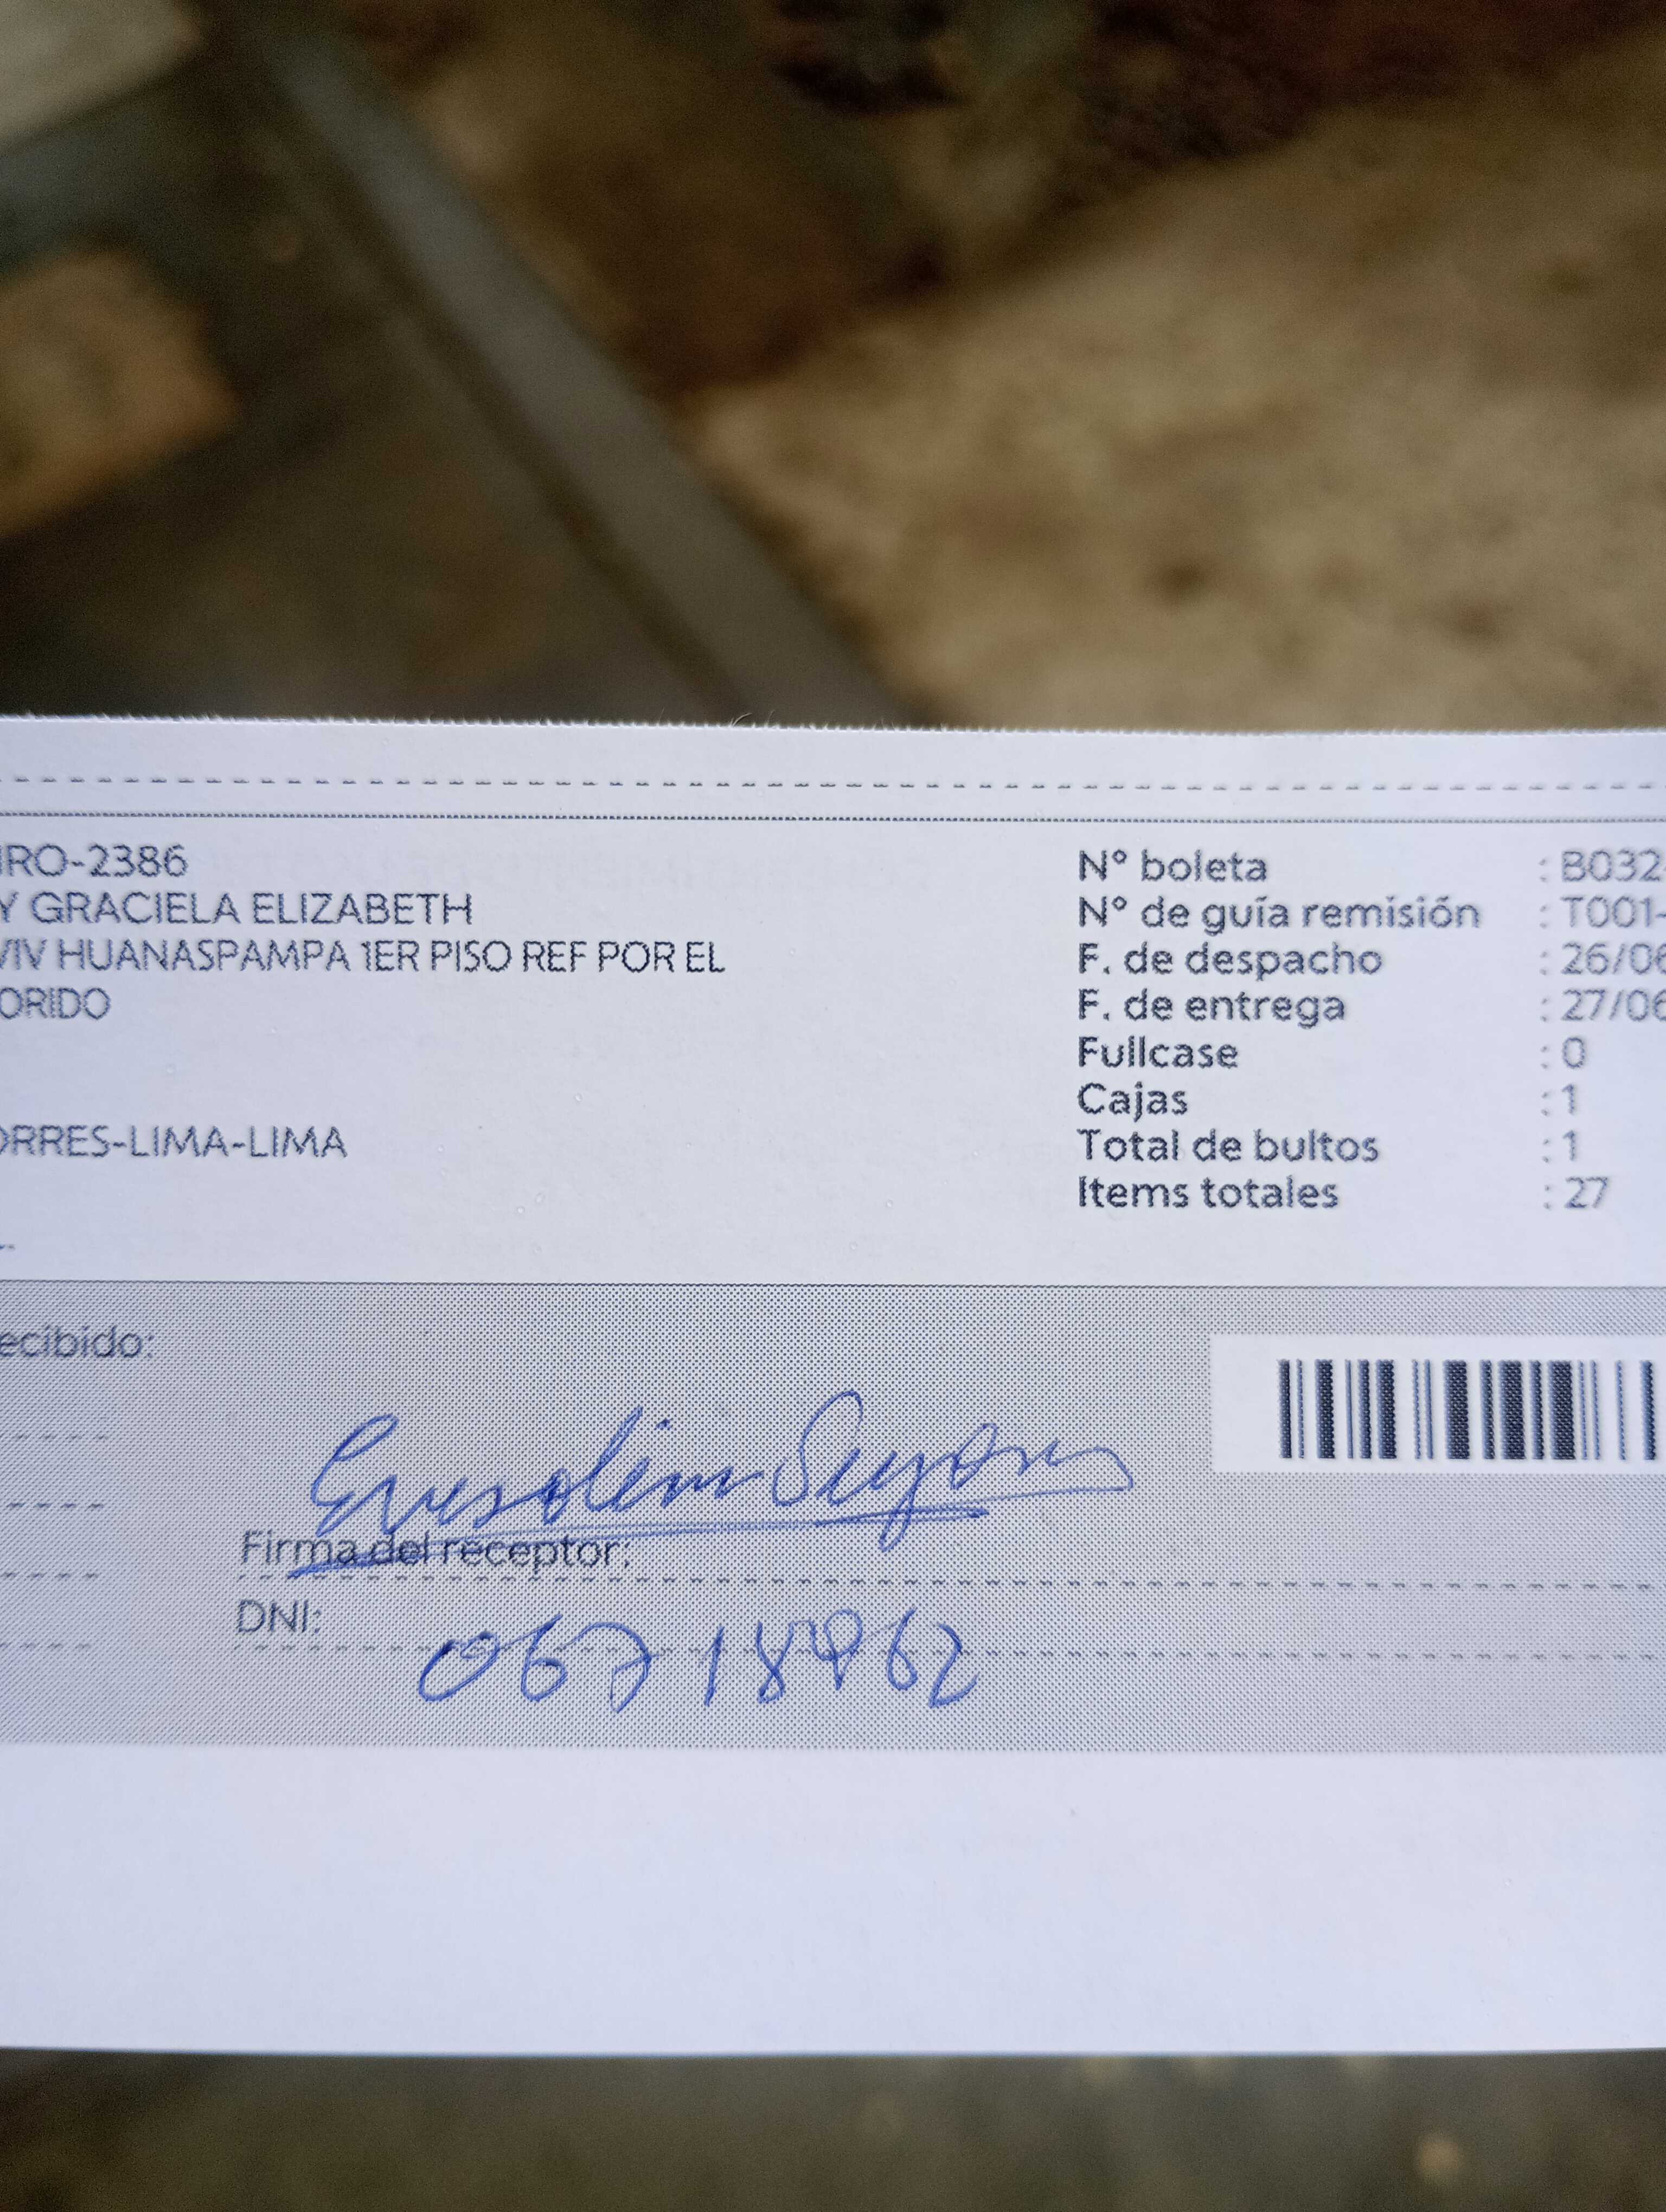 IRO-2386
Y GRACIELA ELIZABETH
VIV HUANASPAMPA 1ER PISO REF POR EL
ORIDO
ORRES-LIMA-LIMA
N° boleta : B032-
N° de guía remisión : T001-
F. de despacho : 26/06
F. de entrega : 27/06
Fullcase : 0
Cajas : 1
Total de bultos : 1
Items totales : 27
ecibido:
Firma del receptor:
DNI: